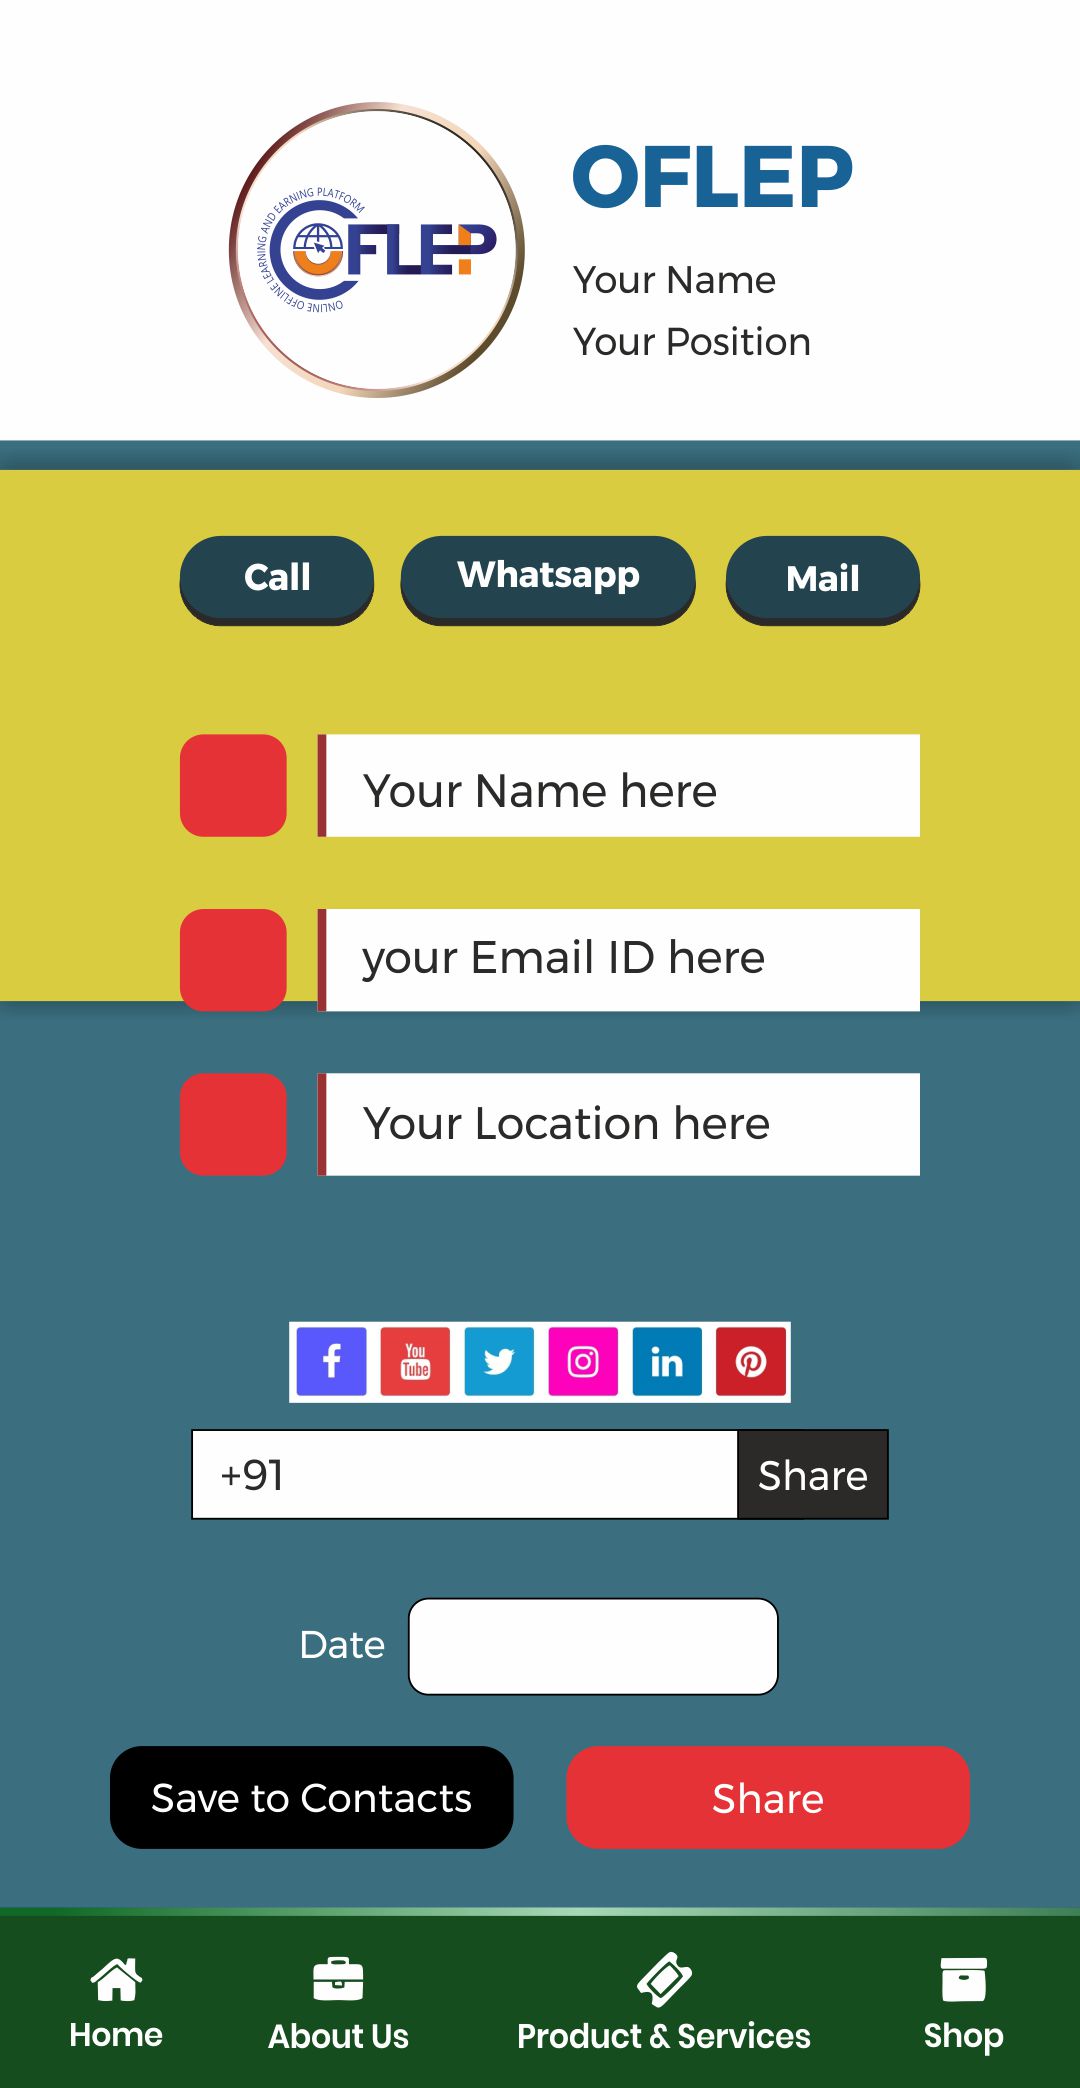 ONLINE OFFLINE LEARNING AND EARNING PLATFORM
OFLEP
OFLEP
Your Name
Your Position
Call Whatsapp Mail
Your Name here
your Email ID here
Your Location here
You
Tube
in
+91 Share
Date
Save to Contacts Share
Home About Us Product & Services Shop